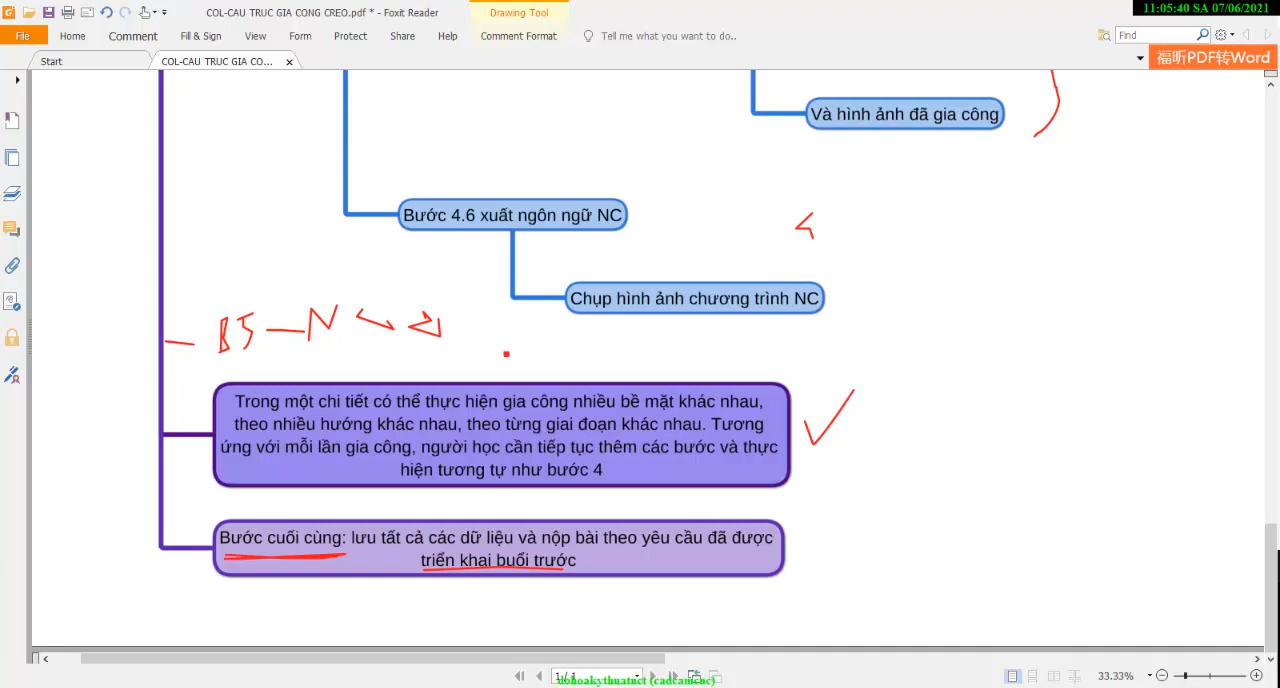 11:05:40 SA 07/06/2021
COL-CAU TRUC GIA CONG CREO.pdf * - Foxit Reader
Drawing Tool
File Home Comment Fill & Sign View Form Protect Share Help Comment Format Tell me what you want to do..
Find
Start
COL-CAU TRUC GIA CO...
福昕PDF转Word
Và hình ảnh đã gia công
Bước 4.6 xuất ngôn ngữ NC
Chụp hình ảnh chương trình NC
B5-N
Trong một chi tiết có thể thực hiện gia công nhiều bề mặt khác nhau,
theo nhiều hướng khác nhau, theo từng giai đoạn khác nhau. Tương
ứng với mỗi lần gia công, người học cần tiếp tục thêm các bước và thực
hiện tương tự như bước 4
Bước cuối cùng: lưu tất cả các dữ liệu và nộp bài theo yêu cầu đã được
triển khai buổi trước
1 / 1
33.33%
dohoakythuatnct (cadcamcnc)